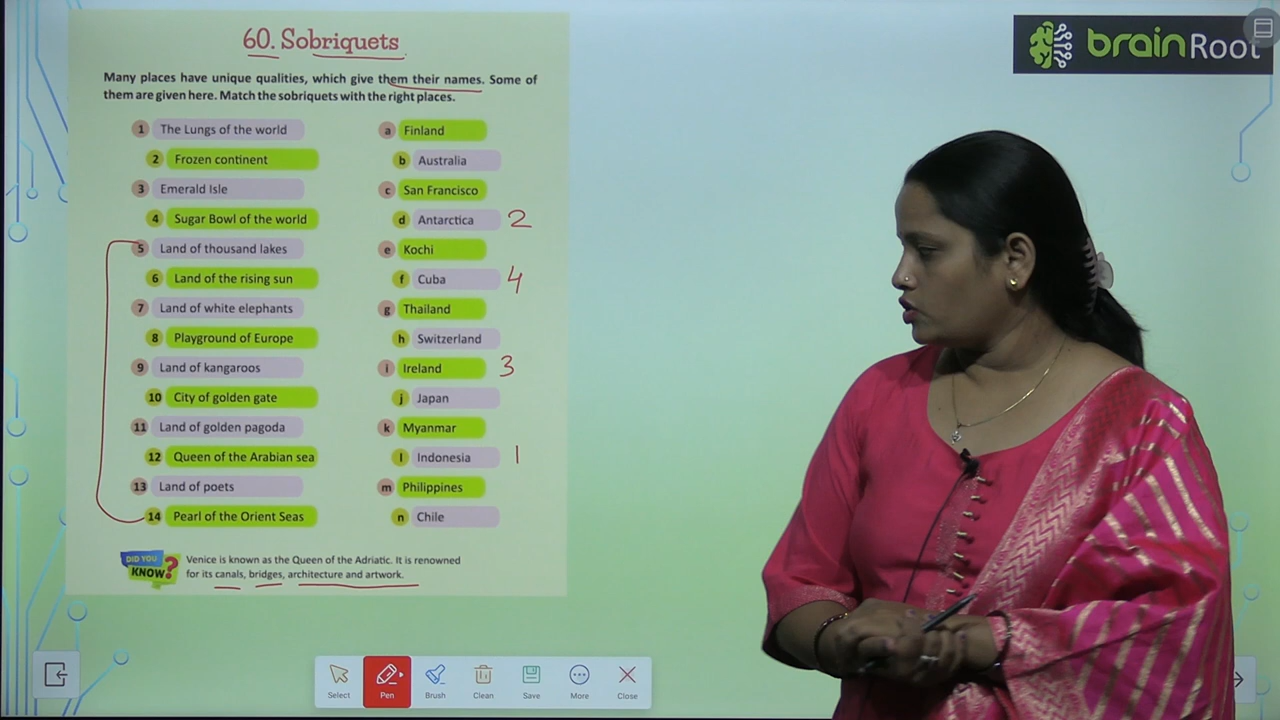 60. Sobriquets
brainRoot
Many places have unique qualities, which give them their names. Some of
them are given here. Match the sobriquets with the right places.
1 The Lungs of the world a Finland
2 Frozen continent b Australia
3 Emerald Isle c San Francisco
4 Sugar Bowl of the world d Antarctica 2
5 Land of thousand lakes e Kochi
6 Land of the rising sun f Cuba 4
7 Land of white elephants g Thailand
8 Playground of Europe h Switzerland
9 Land of kangaroos i Ireland 3
10 City of golden gate j Japan
11 Land of golden pagoda k Myanmar
12 Queen of the Arabian sea l Indonesia 1
13 Land of poets m Philippines
14 Pearl of the Orient Seas n Chile
DID YOU
KNOW?
Venice is known as the Queen of the Adriatic. It is renowned
for its canals, bridges, architecture and artwork.
Select Pen Brush Clean Save More Close